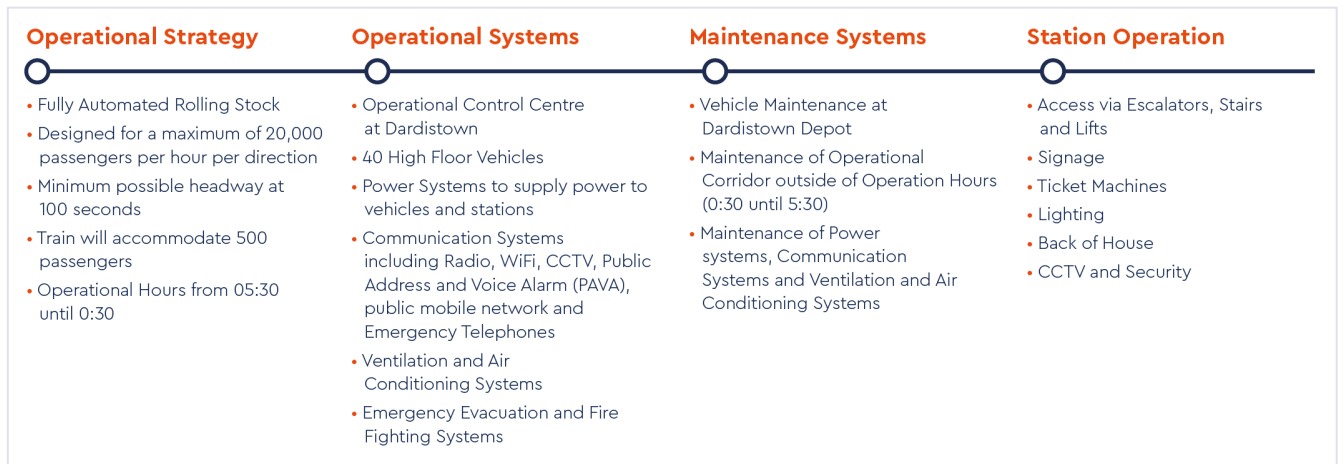 Operational Strategy
• Fully Automated Rolling Stock
• Designed for a maximum of 20,000
passengers per hour per direction
• Minimum possible headway at
100 seconds
• Train will accommodate 500
passengers
• Operational Hours from 05:30
until 0:30
Operational Systems
• Operational Control Centre
at Dardistown
• 40 High Floor Vehicles
• Power Systems to supply power to
vehicles and stations
• Communication Systems
including Radio, WiFi, CCTV, Public
Address and Voice Alarm (PAVA),
public mobile network and
Emergency Telephones
• Ventilation and Air
Conditioning Systems
• Emergency Evacuation and Fire
Fighting Systems
Maintenance Systems
• Vehicle Maintenance at
Dardistown Depot
• Maintenance of Operational
Corridor outside of Operation Hours
(0:30 until 5:30)
• Maintenance of Power
systems, Communication
Systems and Ventilation and Air
Conditioning Systems
Station Operation
• Access via Escalators, Stairs
and Lifts
• Signage
• Ticket Machines
• Lighting
• Back of House
• CCTV and Security